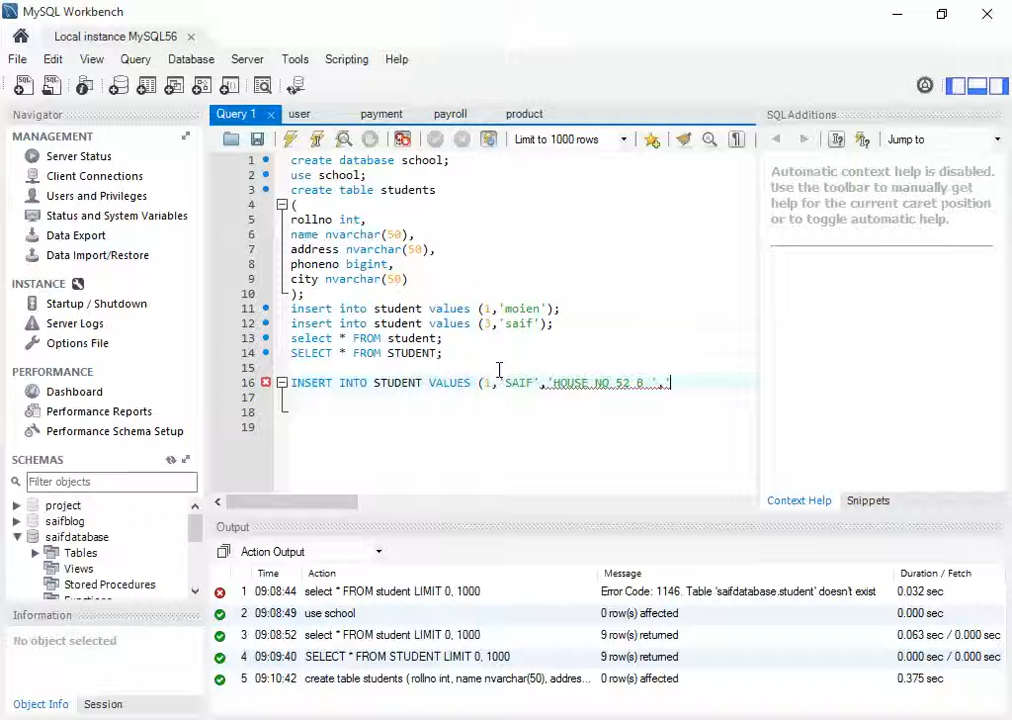 MySQL Workbench
Local instance MySQL56
File Edit View Query Database Server Tools Scripting Help
Navigator
MANAGEMENT
Server Status
Client Connections
Users and Privileges
Status and System Variables
Data Export
Data Import/Restore
INSTANCE
Startup / Shutdown
Server Logs
Options File
PERFORMANCE
Dashboard
Performance Reports
Performance Schema Setup
SCHEMAS
Filter objects
project
saifblog
saifdatabase
Tables
Views
Stored Procedures
Functions
Information
No object selected
Object Info Session
Query 1 user payment payroll product
Limit to 1000 rows
1 create database school;
2 use school;
3 create table students
4 (
5 rollno int,
6 name nvarchar(50),
7 address nvarchar(50),
8 phoneno bigint,
9 city nvarchar(50)
10 );
11 insert into student values (1,'moien');
12 insert into student values (3,'saif');
13 select * FROM student;
14 SELECT * FROM STUDENT;
15
16 INSERT INTO STUDENT VALUES (1,'SAIF','HOUSE NO 52 B ','
17
18
19
SQLAdditions
Jump to
Automatic context help is disabled.
Use the toolbar to manually get
help for the current caret position
or to toggle automatic help.
Context Help Snippets
Output
Action Output
Time Action Message Duration / Fetch
1 09:08:44 select * FROM student LIMIT 0, 1000 Error Code: 1146. Table 'saifdatabase.student' doesn't exist 0.032 sec
2 09:08:49 use school 0 row(s) affected 0.000 sec
3 09:08:52 select * FROM student LIMIT 0, 1000 9 row(s) returned 0.063 sec / 0.000 sec
4 09:09:40 SELECT * FROM STUDENT LIMIT 0, 1000 9 row(s) returned 0.000 sec / 0.000 sec
5 09:10:42 create table students ( rollno int, name nvarchar(50), addres... 0 row(s) affected 0.375 sec